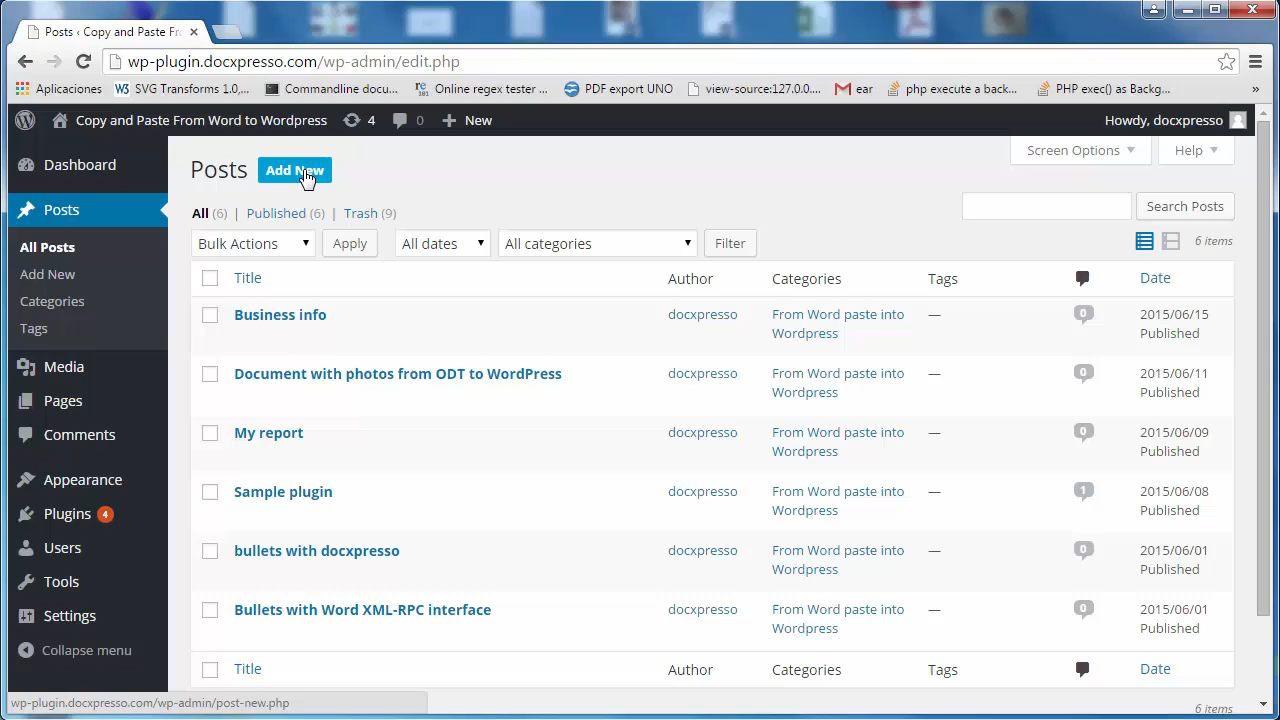 Posts ‹ Copy and Paste Fr
wp-plugin.docxpresso.com/wp-admin/edit.php
Aplicaciones W3 SVG Transforms 1.0,... Commandline docu... re 101 Online regex tester ... PDF export UNO view-source:127.0.0.... ear php execute a back... PHP exec() as Backg... »
Copy and Paste From Word to Wordpress 4 0 New Howdy, docxpresso
Dashboard
Posts
All Posts
Add New
Categories
Tags
Media
Pages
Comments
Appearance
Plugins 4
Users
Tools
Settings
Collapse menu
Screen Options Help
Posts Add New
All (6) | Published (6) | Trash (9)
Search Posts
Bulk Actions Apply All dates All categories Filter 6 items
Title Author Categories Tags Date
Business info docxpresso From Word paste into — 0 2015/06/15
Wordpress Published
Document with photos from ODT to WordPress docxpresso From Word paste into — 0 2015/06/11
Wordpress Published
My report docxpresso From Word paste into — 0 2015/06/09
Wordpress Published
Sample plugin docxpresso From Word paste into — 1 2015/06/08
Wordpress Published
bullets with docxpresso docxpresso From Word paste into — 0 2015/06/01
Wordpress Published
Bullets with Word XML-RPC interface docxpresso From Word paste into — 0 2015/06/01
Wordpress Published
Title Author Categories Tags Date
6 items
wp-plugin.docxpresso.com/wp-admin/post-new.php